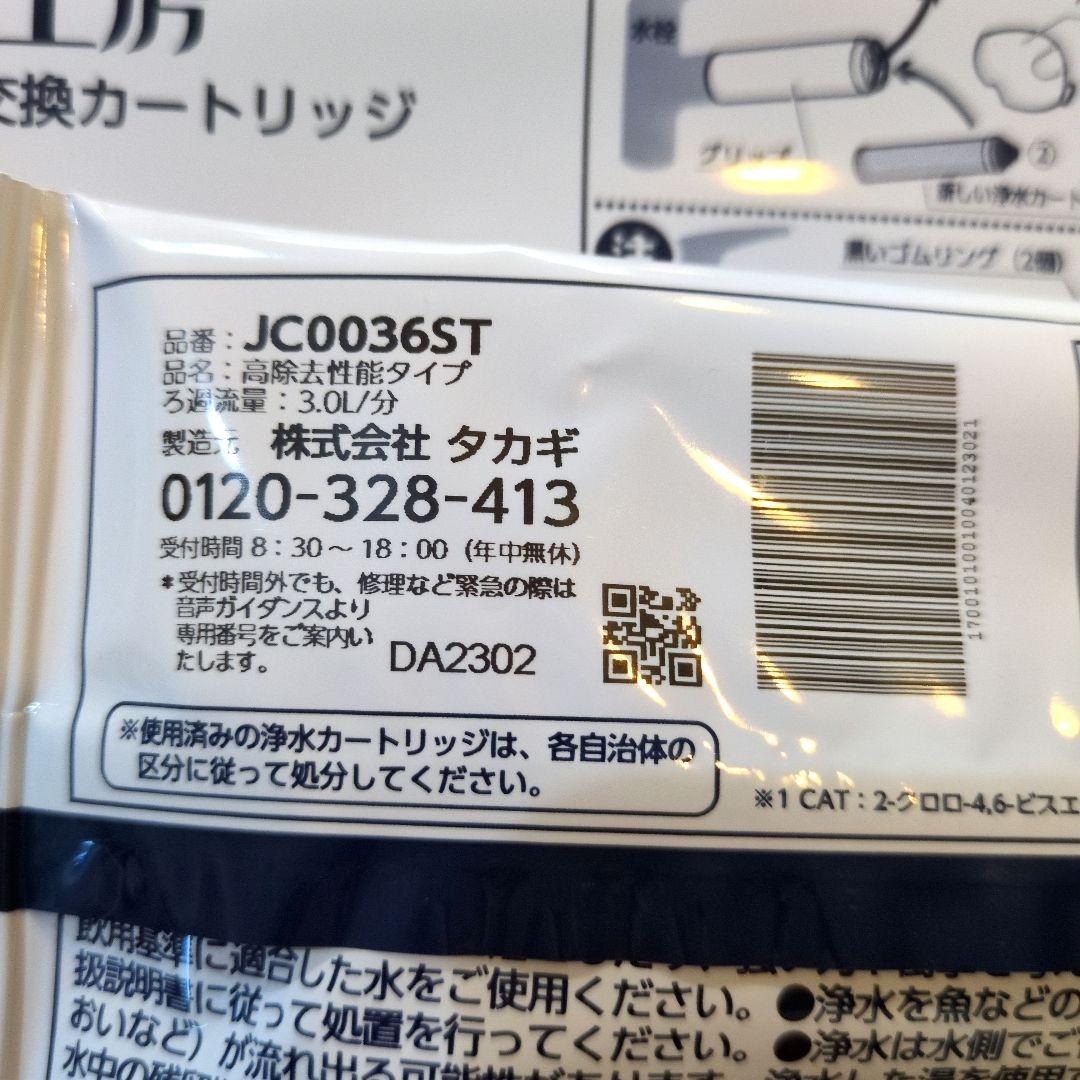 工房
交換カートリッジ
水栓
グリップ
②
新しい浄水カート
注
黒いゴムリング（2個）
品番：JC0036ST
品名：高除去性能タイプ
ろ過流量：3.0L/分
製造元 株式会社 タカギ
0120-328-413
受付時間 8：30～18：00（年中無休）
*受付時間外でも、修理など緊急の際は
音声ガイダンスより
専用番号をご案内い
たします。
DA2302
1700101001001004 0123021
※使用済みの浄水カートリッジは、各自治体の
区分に従って処分してください。
※1 CAT：2-クロロ-4,6-ビスエ
飲用基準に適合した水をご使用ください。
●浄水を魚などの
扱説明書に従って処置を行ってください。
●浄水は水側でご
おいなど）が流れ出る可能性があります